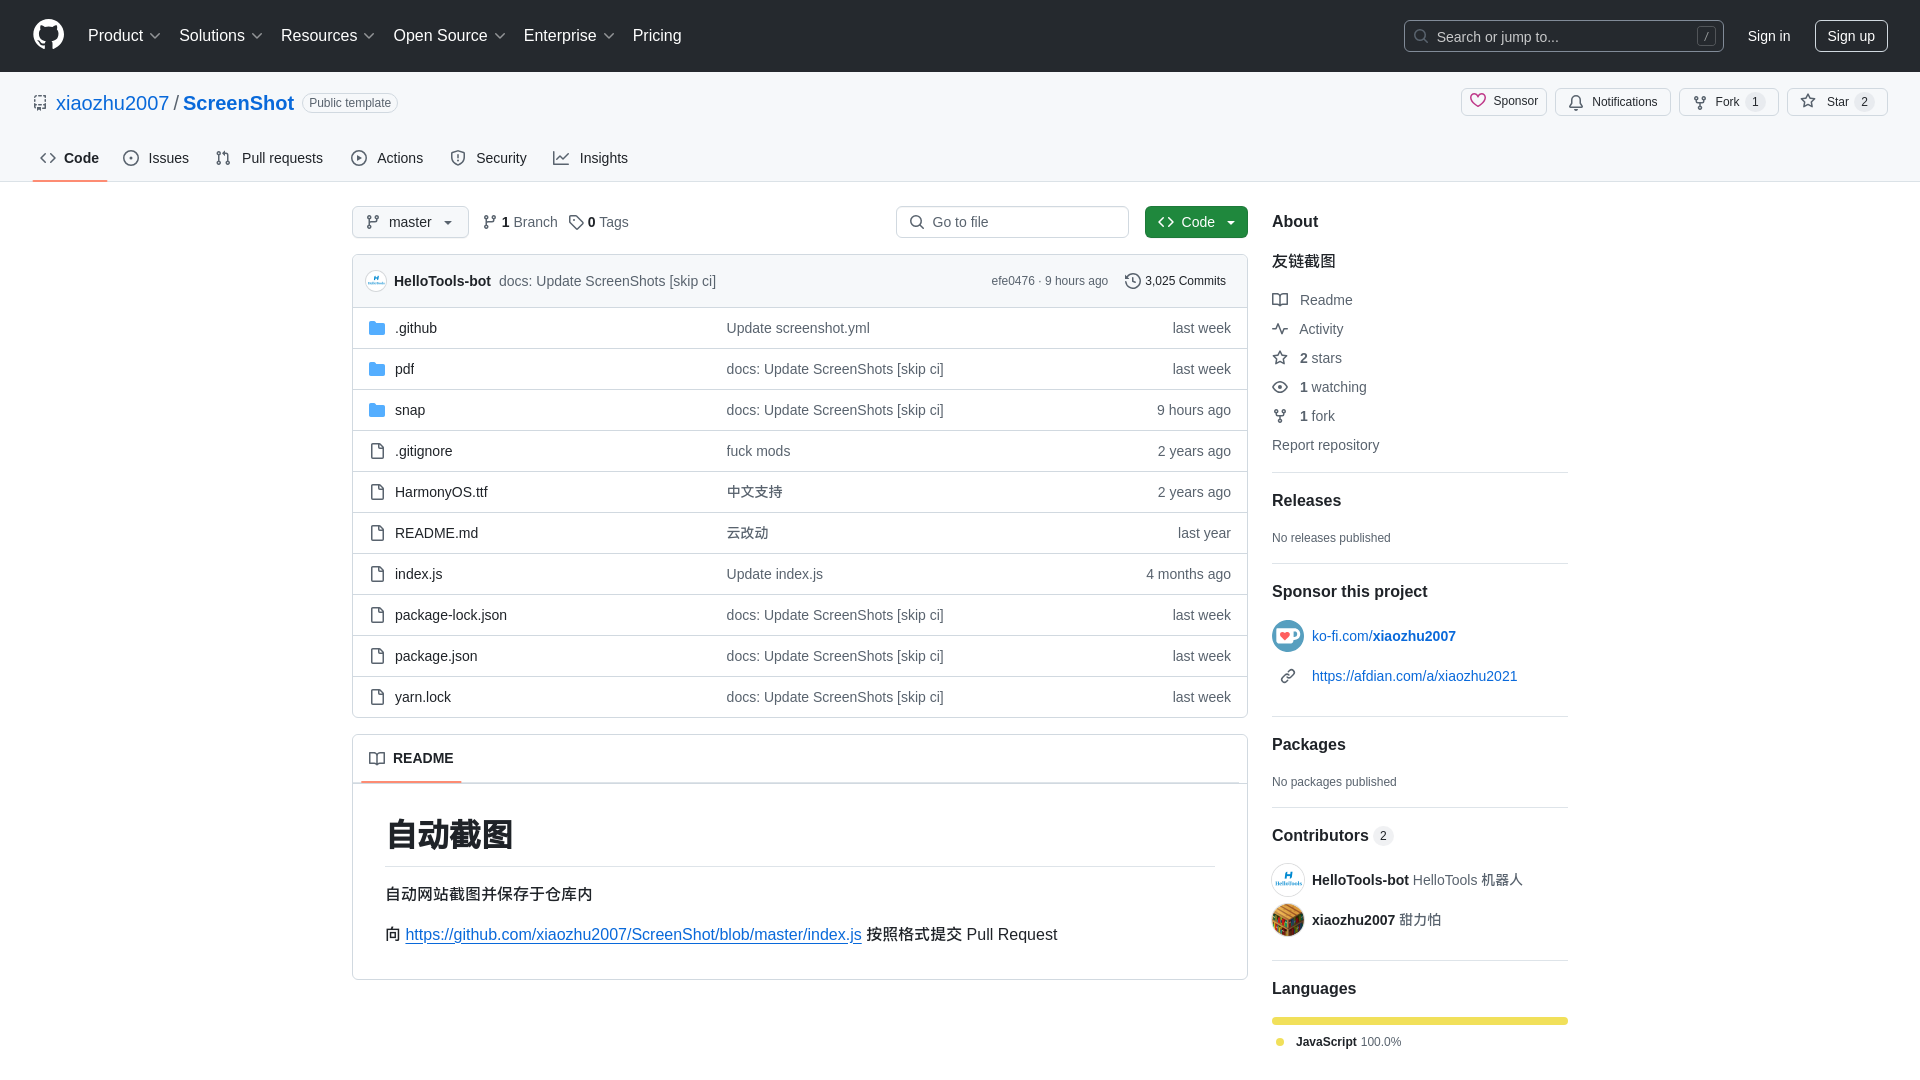 Product Solutions Resources Open Source Enterprise Pricing Search or jump to... / Sign in Sign up
xiaozhu2007 / ScreenShot Public template Sponsor Notifications Fork 1 Star 2
Code Issues Pull requests Actions Security Insights
master 1 Branch 0 Tags Go to file Code
HelloTools-bot docs: Update ScreenShots [skip ci] efe0476 · 9 hours ago 3,025 Commits
.github Update screenshot.yml last week
pdf docs: Update ScreenShots [skip ci] last week
snap docs: Update ScreenShots [skip ci] 9 hours ago
.gitignore fuck mods 2 years ago
HarmonyOS.ttf 中文支持 2 years ago
README.md 云改动 last year
index.js Update index.js 4 months ago
package-lock.json docs: Update ScreenShots [skip ci] last week
package.json docs: Update ScreenShots [skip ci] last week
yarn.lock docs: Update ScreenShots [skip ci] last week
README
自动截图
自动网站截图并保存于仓库内
向 https://github.com/xiaozhu2007/ScreenShot/blob/master/index.js 按照格式提交 Pull Request
About
友链截图
Readme
Activity
2 stars
1 watching
1 fork
Report repository
Releases
No releases published
Sponsor this project
ko-fi.com/xiaozhu2007
https://afdian.com/a/xiaozhu2021
Packages
No packages published
Contributors 2
HelloTools-bot HelloTools 机器人
xiaozhu2007 甜力怕
Languages
JavaScript 100.0%